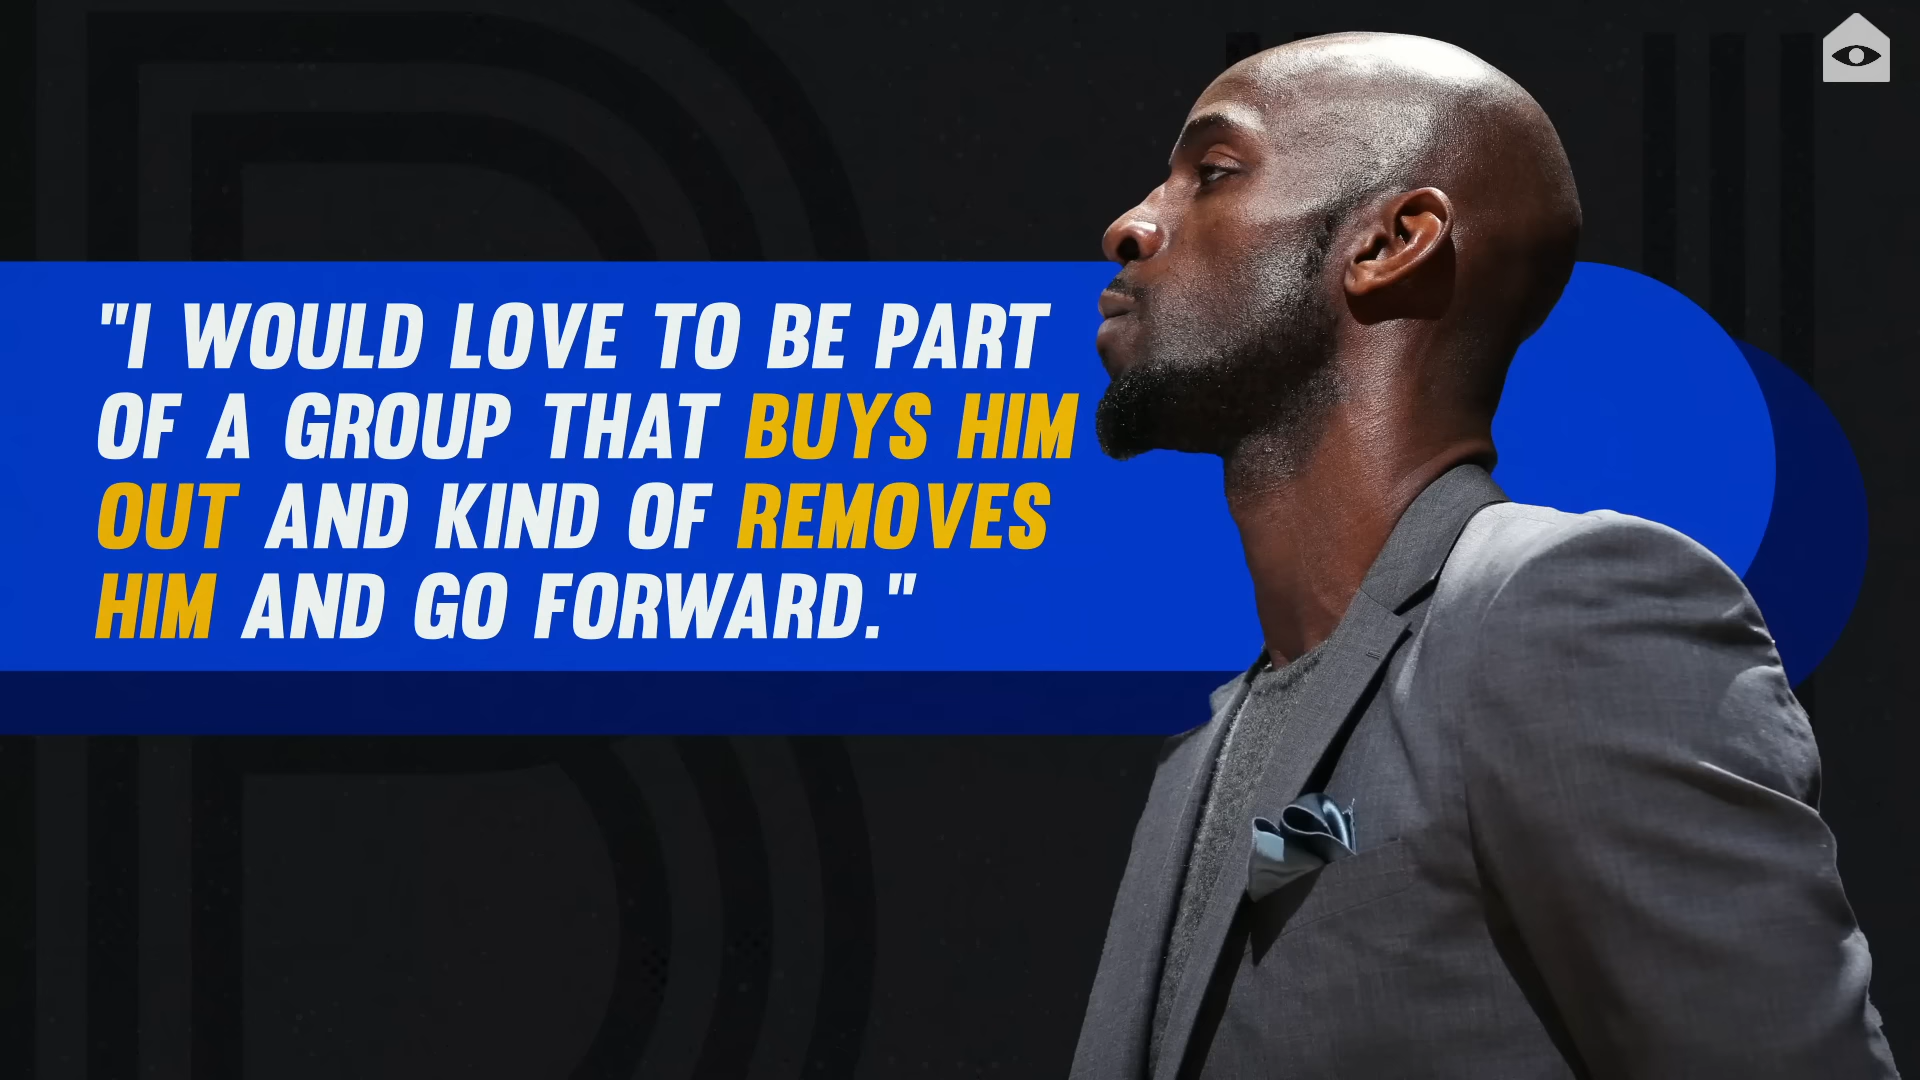 "I WOULD LOVE TO BE PART
OF A GROUP THAT BUYS HIM
OUT AND KIND OF REMOVES
HIM AND GO FORWARD."